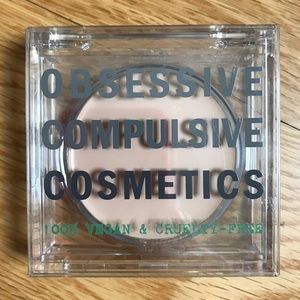 OBSESSIVE
COMPULSIVE
COSMETICS
100% VEGAN & CRUELTY-FREE